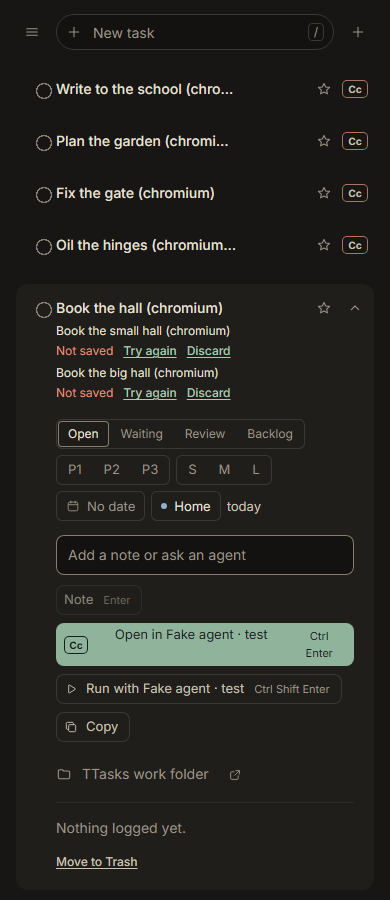 New task /
Write to the school (chro... Cc
Plan the garden (chromi... Cc
Fix the gate (chromium) Cc
Oil the hinges (chromium... Cc
Book the hall (chromium)
Book the small hall (chromium)
Not saved Try again Discard
Book the big hall (chromium)
Not saved Try again Discard
Open Waiting Review Backlog
P1 P2 P3 S M L
No date Home today
Add a note or ask an agent
Note Enter
Cc Open in Fake agent · test Ctrl
Enter
Run with Fake agent · test Ctrl Shift Enter
Copy
TTasks work folder
Nothing logged yet.
Move to Trash